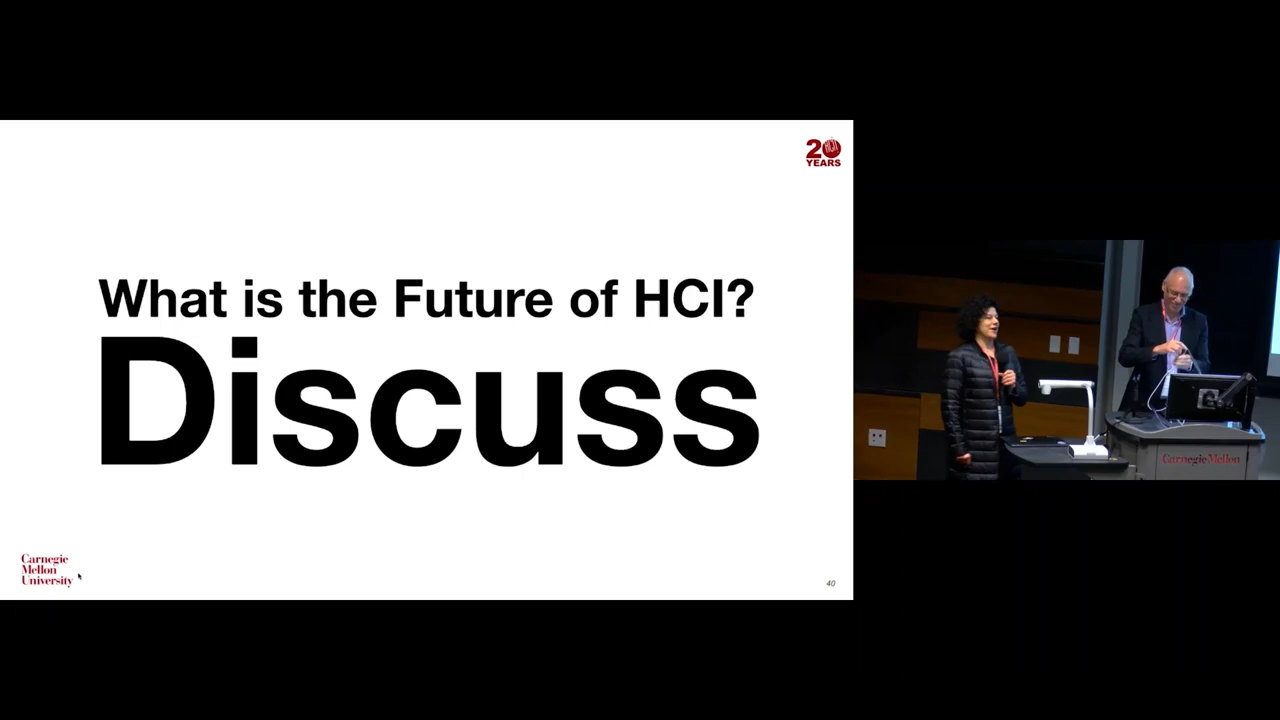 20
YEARS
What is the Future of HCI?
Discuss
Carnegie
Mellon
University
40
Carnegie Mellon